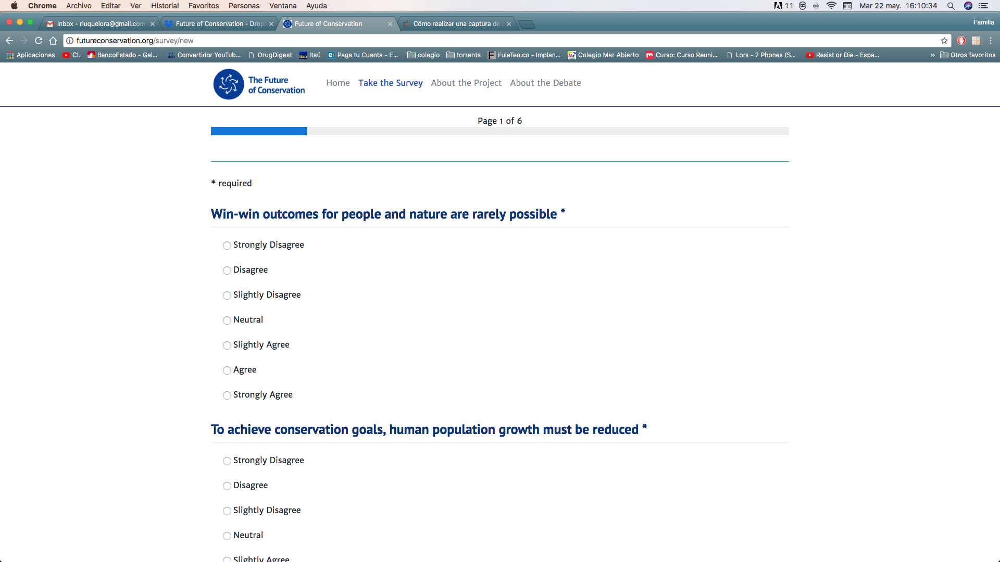 Chrome Archivo Editar Ver Historial Favoritos Personas Ventana Ayuda 11 Mar 22 may. 16:10:34
Inbox - rluquelora@gmail.com Future of Conservation - Drop Future of Conservation Cómo realizar una captura de Familia
futureconservation.org/survey/new
Aplicaciones CL BancoEstado - Gal... Convertidor YouTub... DrugDigest Itaú Paga tu Cuenta - E... colegio torrents FuleTeo.co - Implan... Colegio Mar Abierto Curso: Curso Reuni... Lors - 2 Phones (S... Resist or Die - Espa... » Otros favoritos
The Future
of Conservation
Home Take the Survey About the Project About the Debate
Page 1 of 6
* required
Win-win outcomes for people and nature are rarely possible *
Strongly Disagree
Disagree
Slightly Disagree
Neutral
Slightly Agree
Agree
Strongly Agree
To achieve conservation goals, human population growth must be reduced *
Strongly Disagree
Disagree
Slightly Disagree
Neutral
Slightly Agree